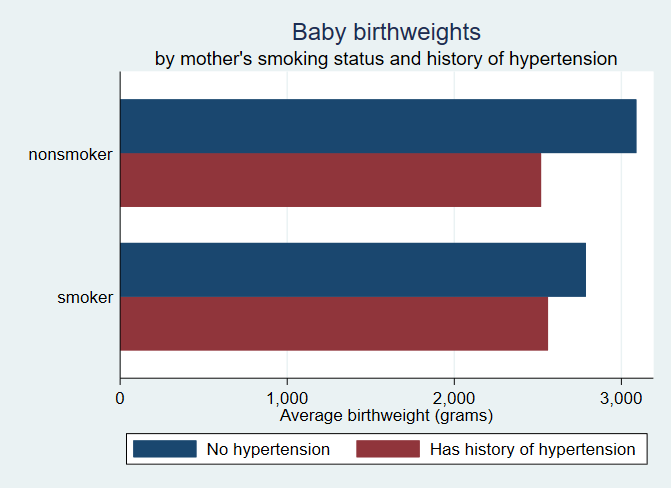 Baby birthweights
by mother's smoking status and history of hypertension
nonsmoker
smoker
0 1,000 2,000 3,000
Average birthweight (grams)
No hypertension Has history of hypertension